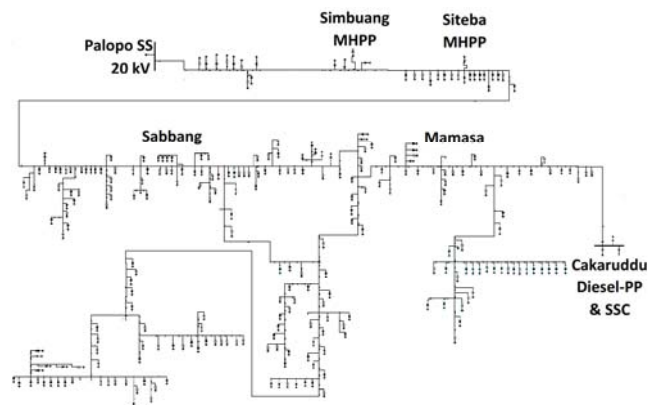 Simbuang
MHPP
Siteba
MHPP
Palopo SS
20 kV
Sabbang
Mamasa
Cakaruddu
Diesel-PP
& SSC